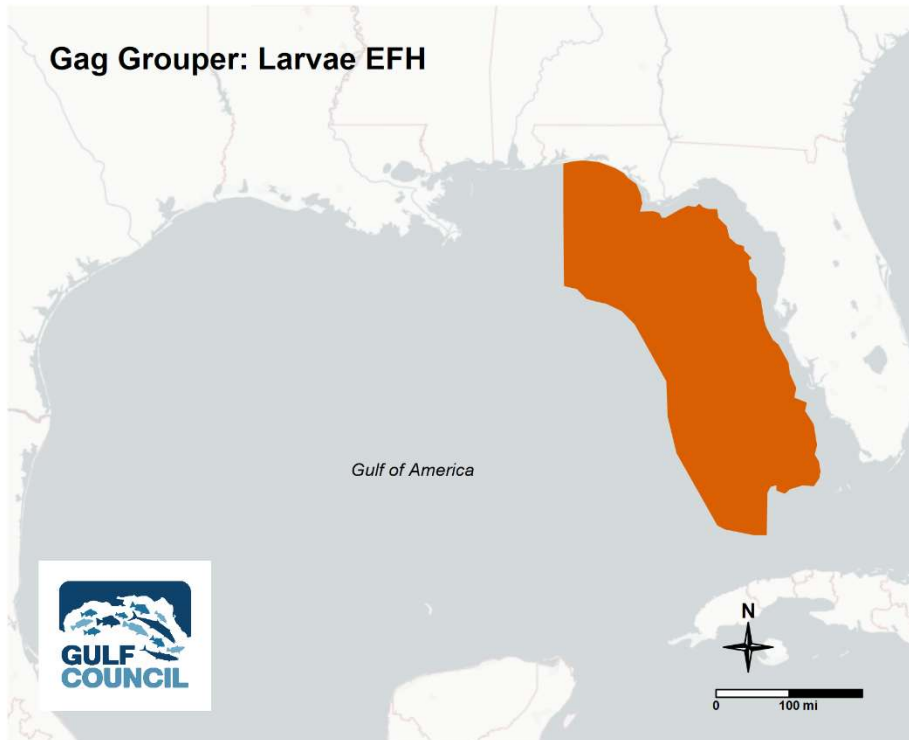 Gag Grouper: Larvae EFH
Gulf of America
GULF
COUNCIL
N
0 100 mi